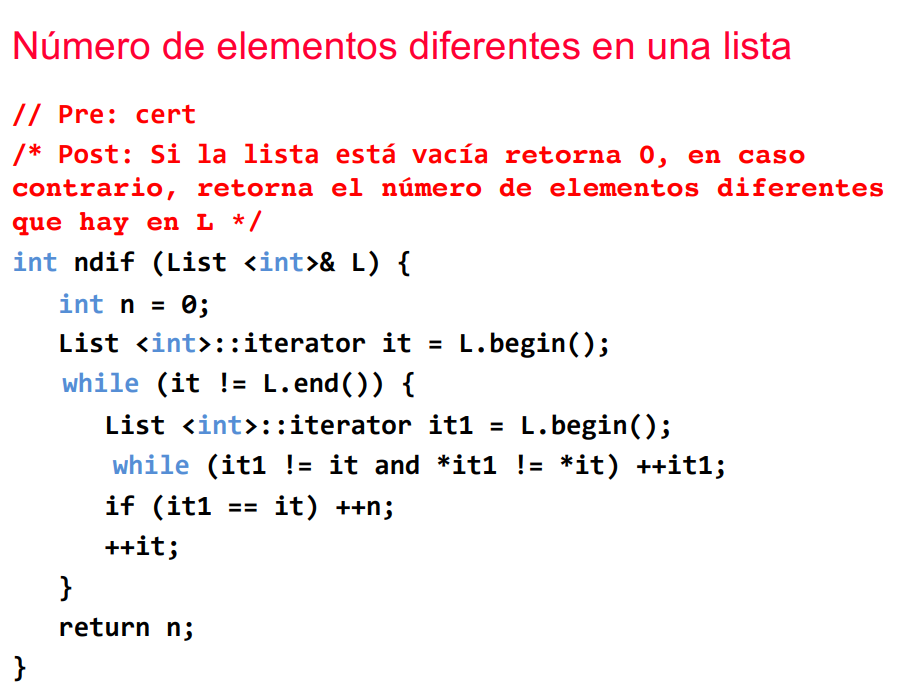 Número de elementos diferentes en una lista
// Pre: cert
/* Post: Si la lista está vacía retorna 0, en caso
contrario, retorna el número de elementos diferentes
que hay en L */
int ndif (List <int>& L) {
int n = 0;
List <int>::iterator it = L.begin();
while (it != L.end()) {
List <int>::iterator it1 = L.begin();
while (it1 != it and *it1 != *it) ++it1;
if (it1 == it) ++n;
++it;
}
return n;
}